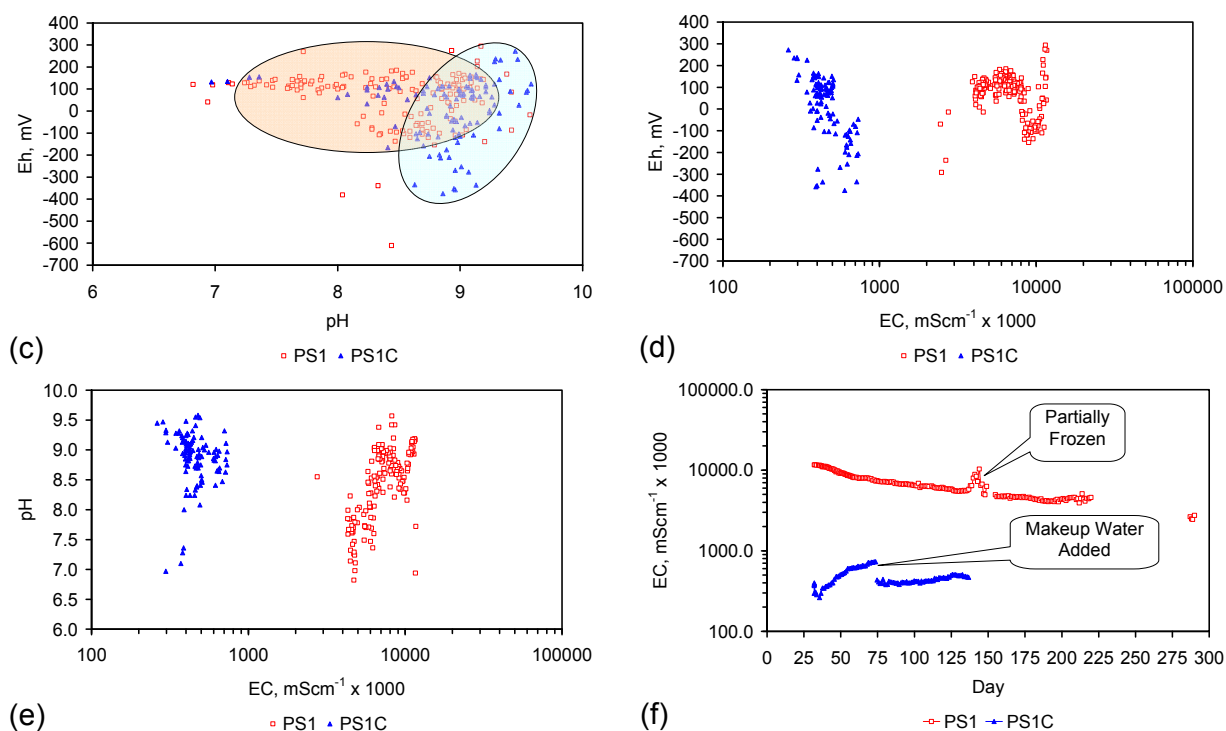 400
300
200
100
0
-100
-200
-300
-400
-500
-600
-700
Eh, mV
6 7 8 9 10
pH
(c)
PS1 PS1C
400
300
200
100
0
-100
-200
-300
-400
-500
-600
-700
Eh, mV
100 1000 10000 100000
EC, mScm-1 x 1000
(d)
PS1 PS1C
10.0
9.5
9.0
8.5
8.0
7.5
7.0
6.5
6.0
pH
100 1000 10000 100000
EC, mScm-1 x 1000
(e)
PS1 PS1C
100000.0
10000.0
1000.0
100.0
EC, mScm-1 x 1000
Partially
Frozen
Makeup Water
Added
0 25 50 75 100 125 150 175 200 225 250 275 300
Day
(f)
PS1 PS1C